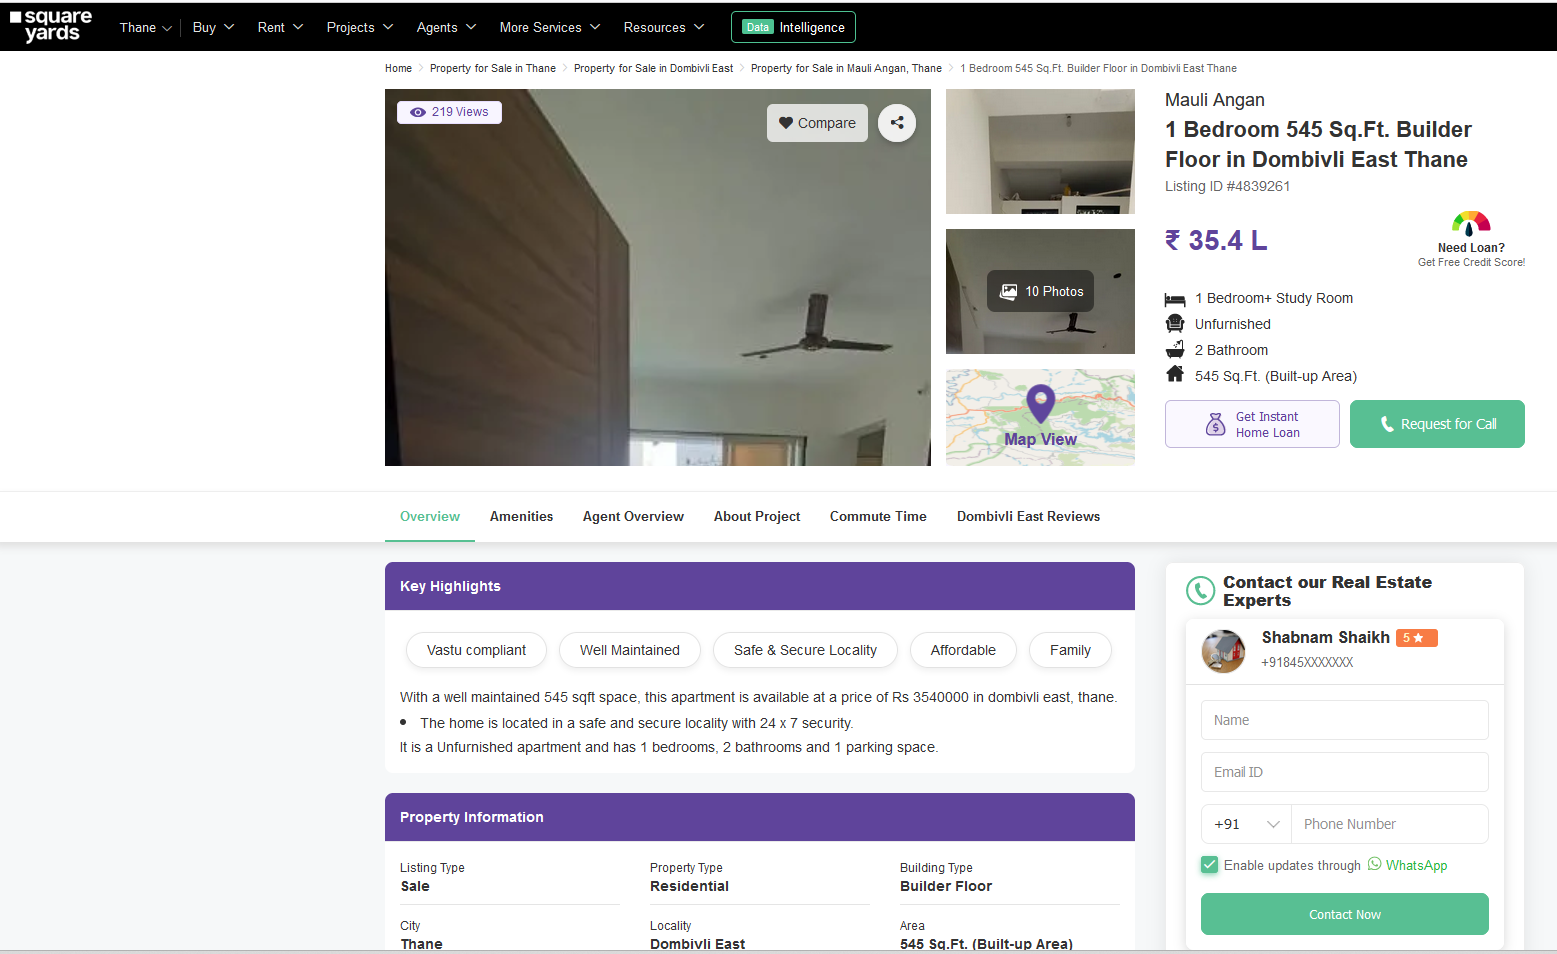 square
yards
Thane
Buy
Rent
Projects
Agents
More Services
Resources
Data Intelligence
Home
Property for Sale in Thane
Property for Sale in Dombivli East
Property for Sale in Mauli Angan, Thane
1 Bedroom 545 Sq.Ft. Builder Floor in Dombivli East Thane
219 Views
Compare
10 Photos
Map View
Mauli Angan
1 Bedroom 545 Sq.Ft. Builder
Floor in Dombivli East Thane
Listing ID #4839261
₹ 35.4 L
Need Loan?
Get Free Credit Score!
1 Bedroom+ Study Room
Unfurnished
2 Bathroom
545 Sq.Ft. (Built-up Area)
Get Instant
Home Loan
Request for Call
Overview
Amenities
Agent Overview
About Project
Commute Time
Dombivli East Reviews
Key Highlights
Vastu compliant
Well Maintained
Safe & Secure Locality
Affordable
Family
With a well maintained 545 sqft space, this apartment is available at a price of Rs 3540000 in dombivli east, thane.
• The home is located in a safe and secure locality with 24 x 7 security.
It is a Unfurnished apartment and has 1 bedrooms, 2 bathrooms and 1 parking space.
Property Information
Listing Type
Sale
Property Type
Residential
Building Type
Builder Floor
City
Thane
Locality
Dombivli East
Area
545 Sq.Ft. (Built-up Area)
Contact our Real Estate
Experts
Shabnam Shaikh 5 ★
+91845XXXXXXX
Name
Email ID
+91
Phone Number
Enable updates through WhatsApp
Contact Now